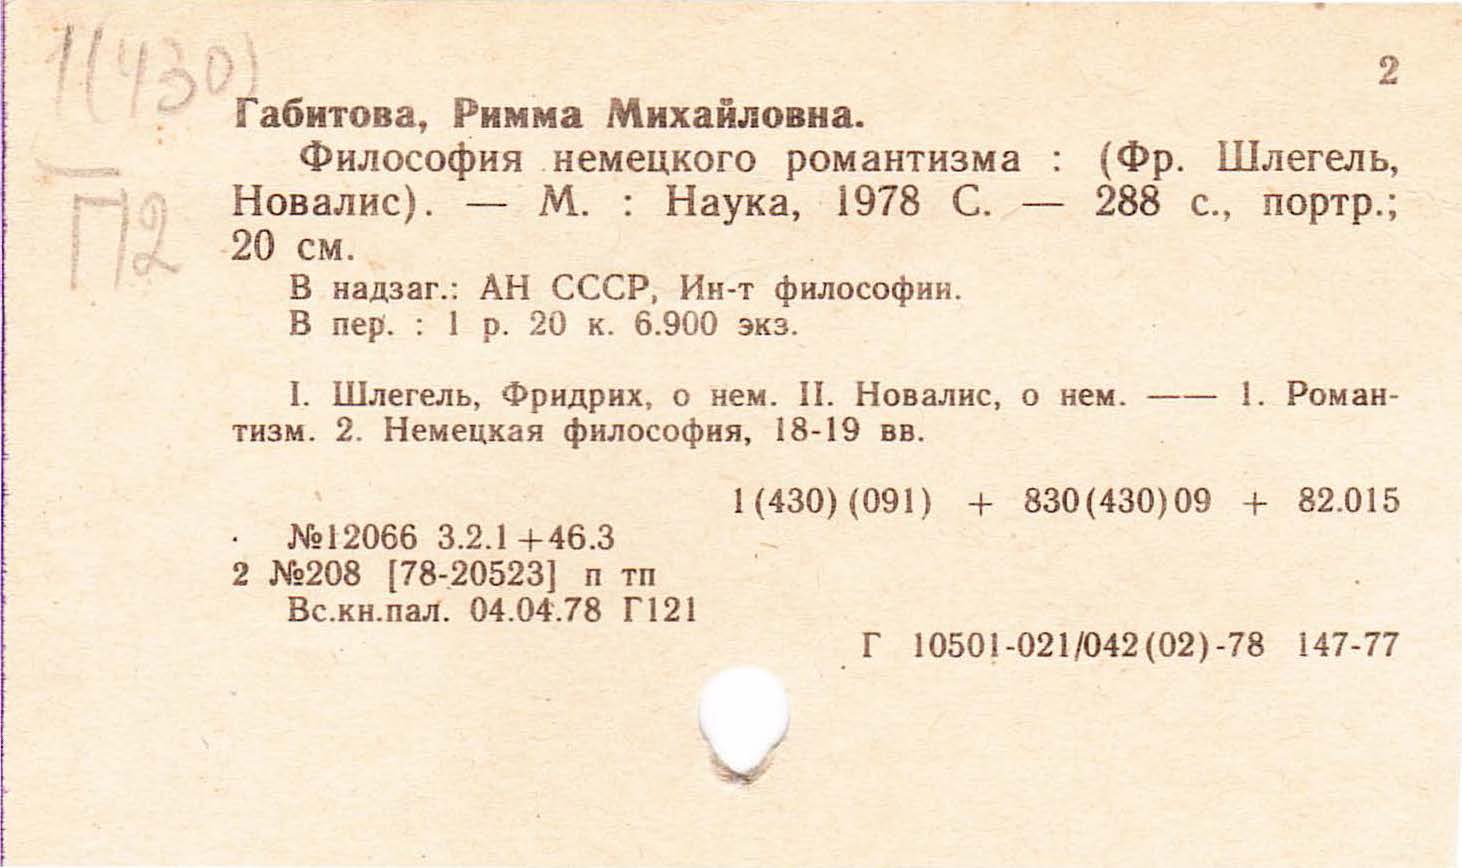 1(430)
Г12
2
Габитова, Римма Михайловна.
Философия немецкого романтизма : (Фр. Шлегель,
Новалис). — М. : Наука, 1978 С. — 288 с., портр.;
20 см.
В надзаг.: АН СССР, Ин-т философии.
В пер. : 1 р. 20 к. 6.900 экз.
I. Шлегель, Фридрих, о нем. II. Новалис, о нем. —— 1. Роман-
тизм. 2. Немецкая философия, 18-19 вв.
1(430)(091) + 830(430)09 + 82.015
№12066 3.2.1+46.3
2 №208 [78-20523] п тп
Вс.кн.пал. 04.04.78 Г121
Г 10501-021/042(02)-78 147-77